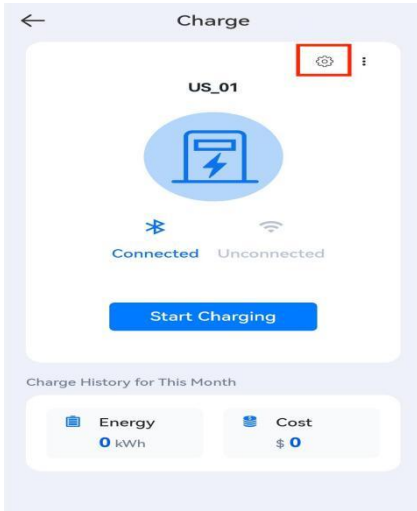 Charge
US_01
Connected Unconnected
Start Charging
Charge History for This Month
Energy Cost
0 kWh $ 0